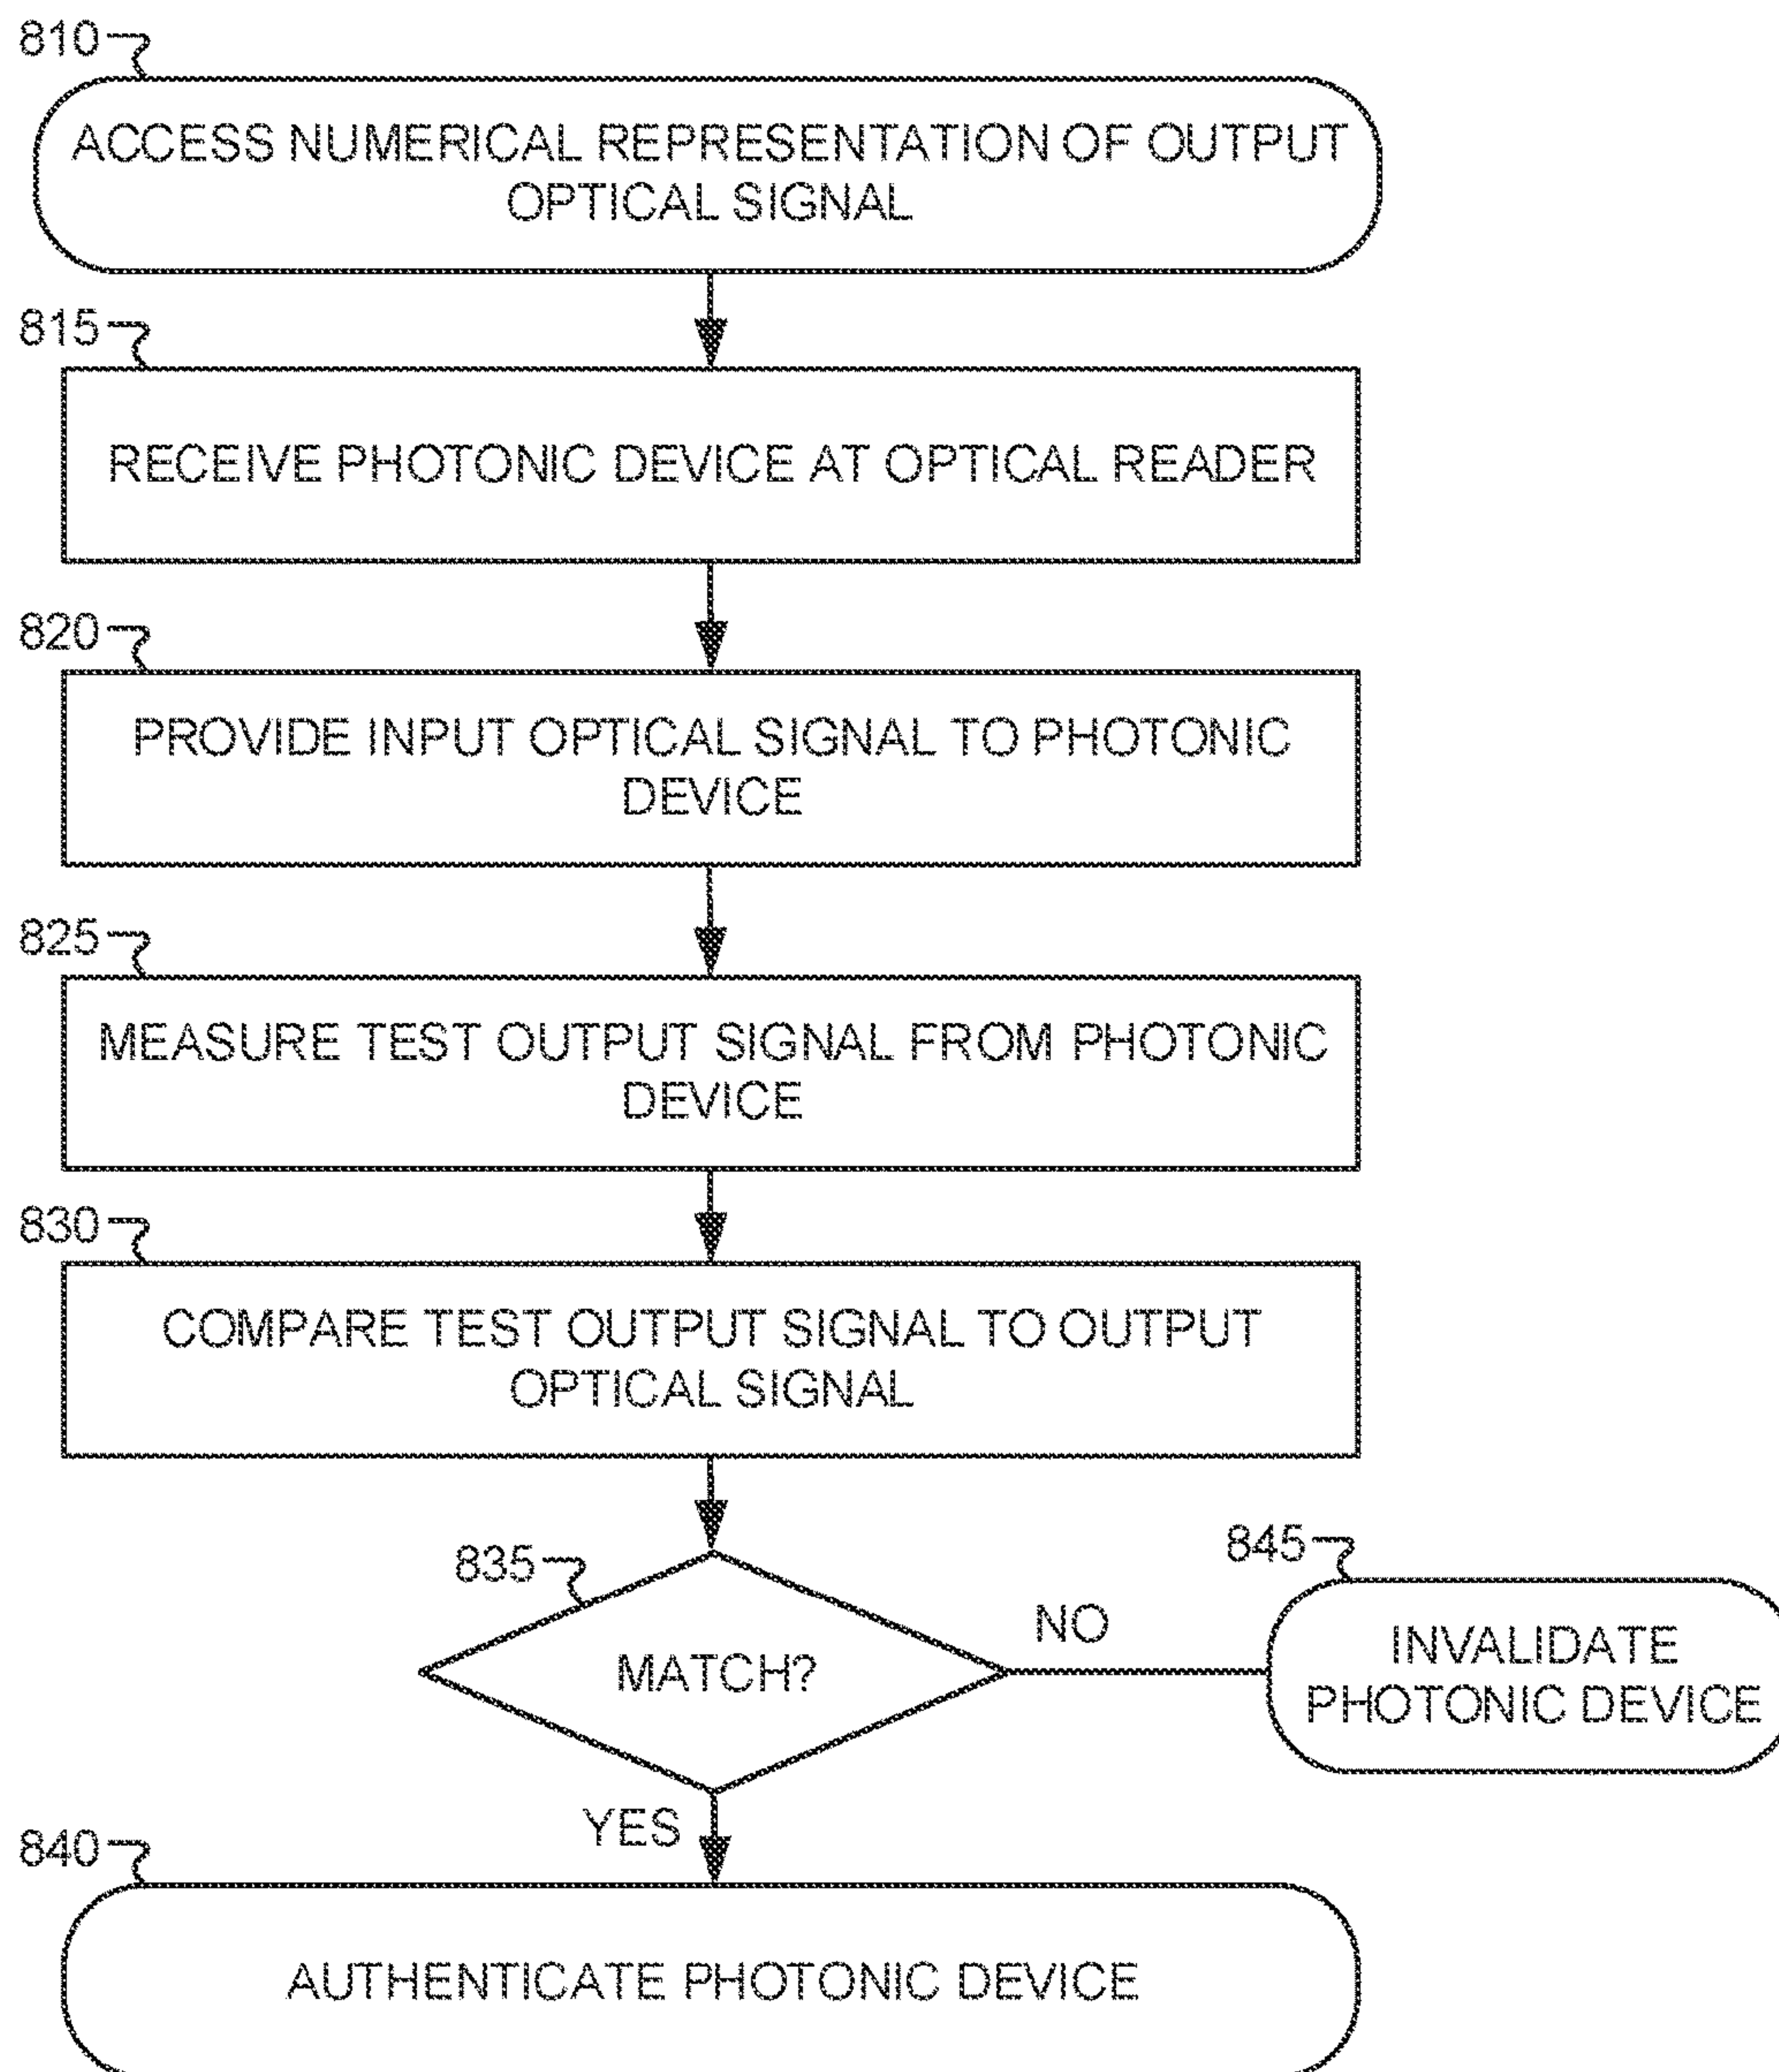 810
ACCESS NUMERICAL REPRESENTATION OF OUTPUT
OPTICAL SIGNAL
815
RECEIVE PHOTONIC DEVICE AT OPTICAL READER
820
PROVIDE INPUT OPTICAL SIGNAL TO PHOTONIC
DEVICE
825
MEASURE TEST OUTPUT SIGNAL FROM PHOTONIC
DEVICE
830
COMPARE TEST OUTPUT SIGNAL TO OUTPUT
OPTICAL SIGNAL
835
MATCH?
NO
845
INVALIDATE
PHOTONIC DEVICE
YES
840
AUTHENTICATE PHOTONIC DEVICE